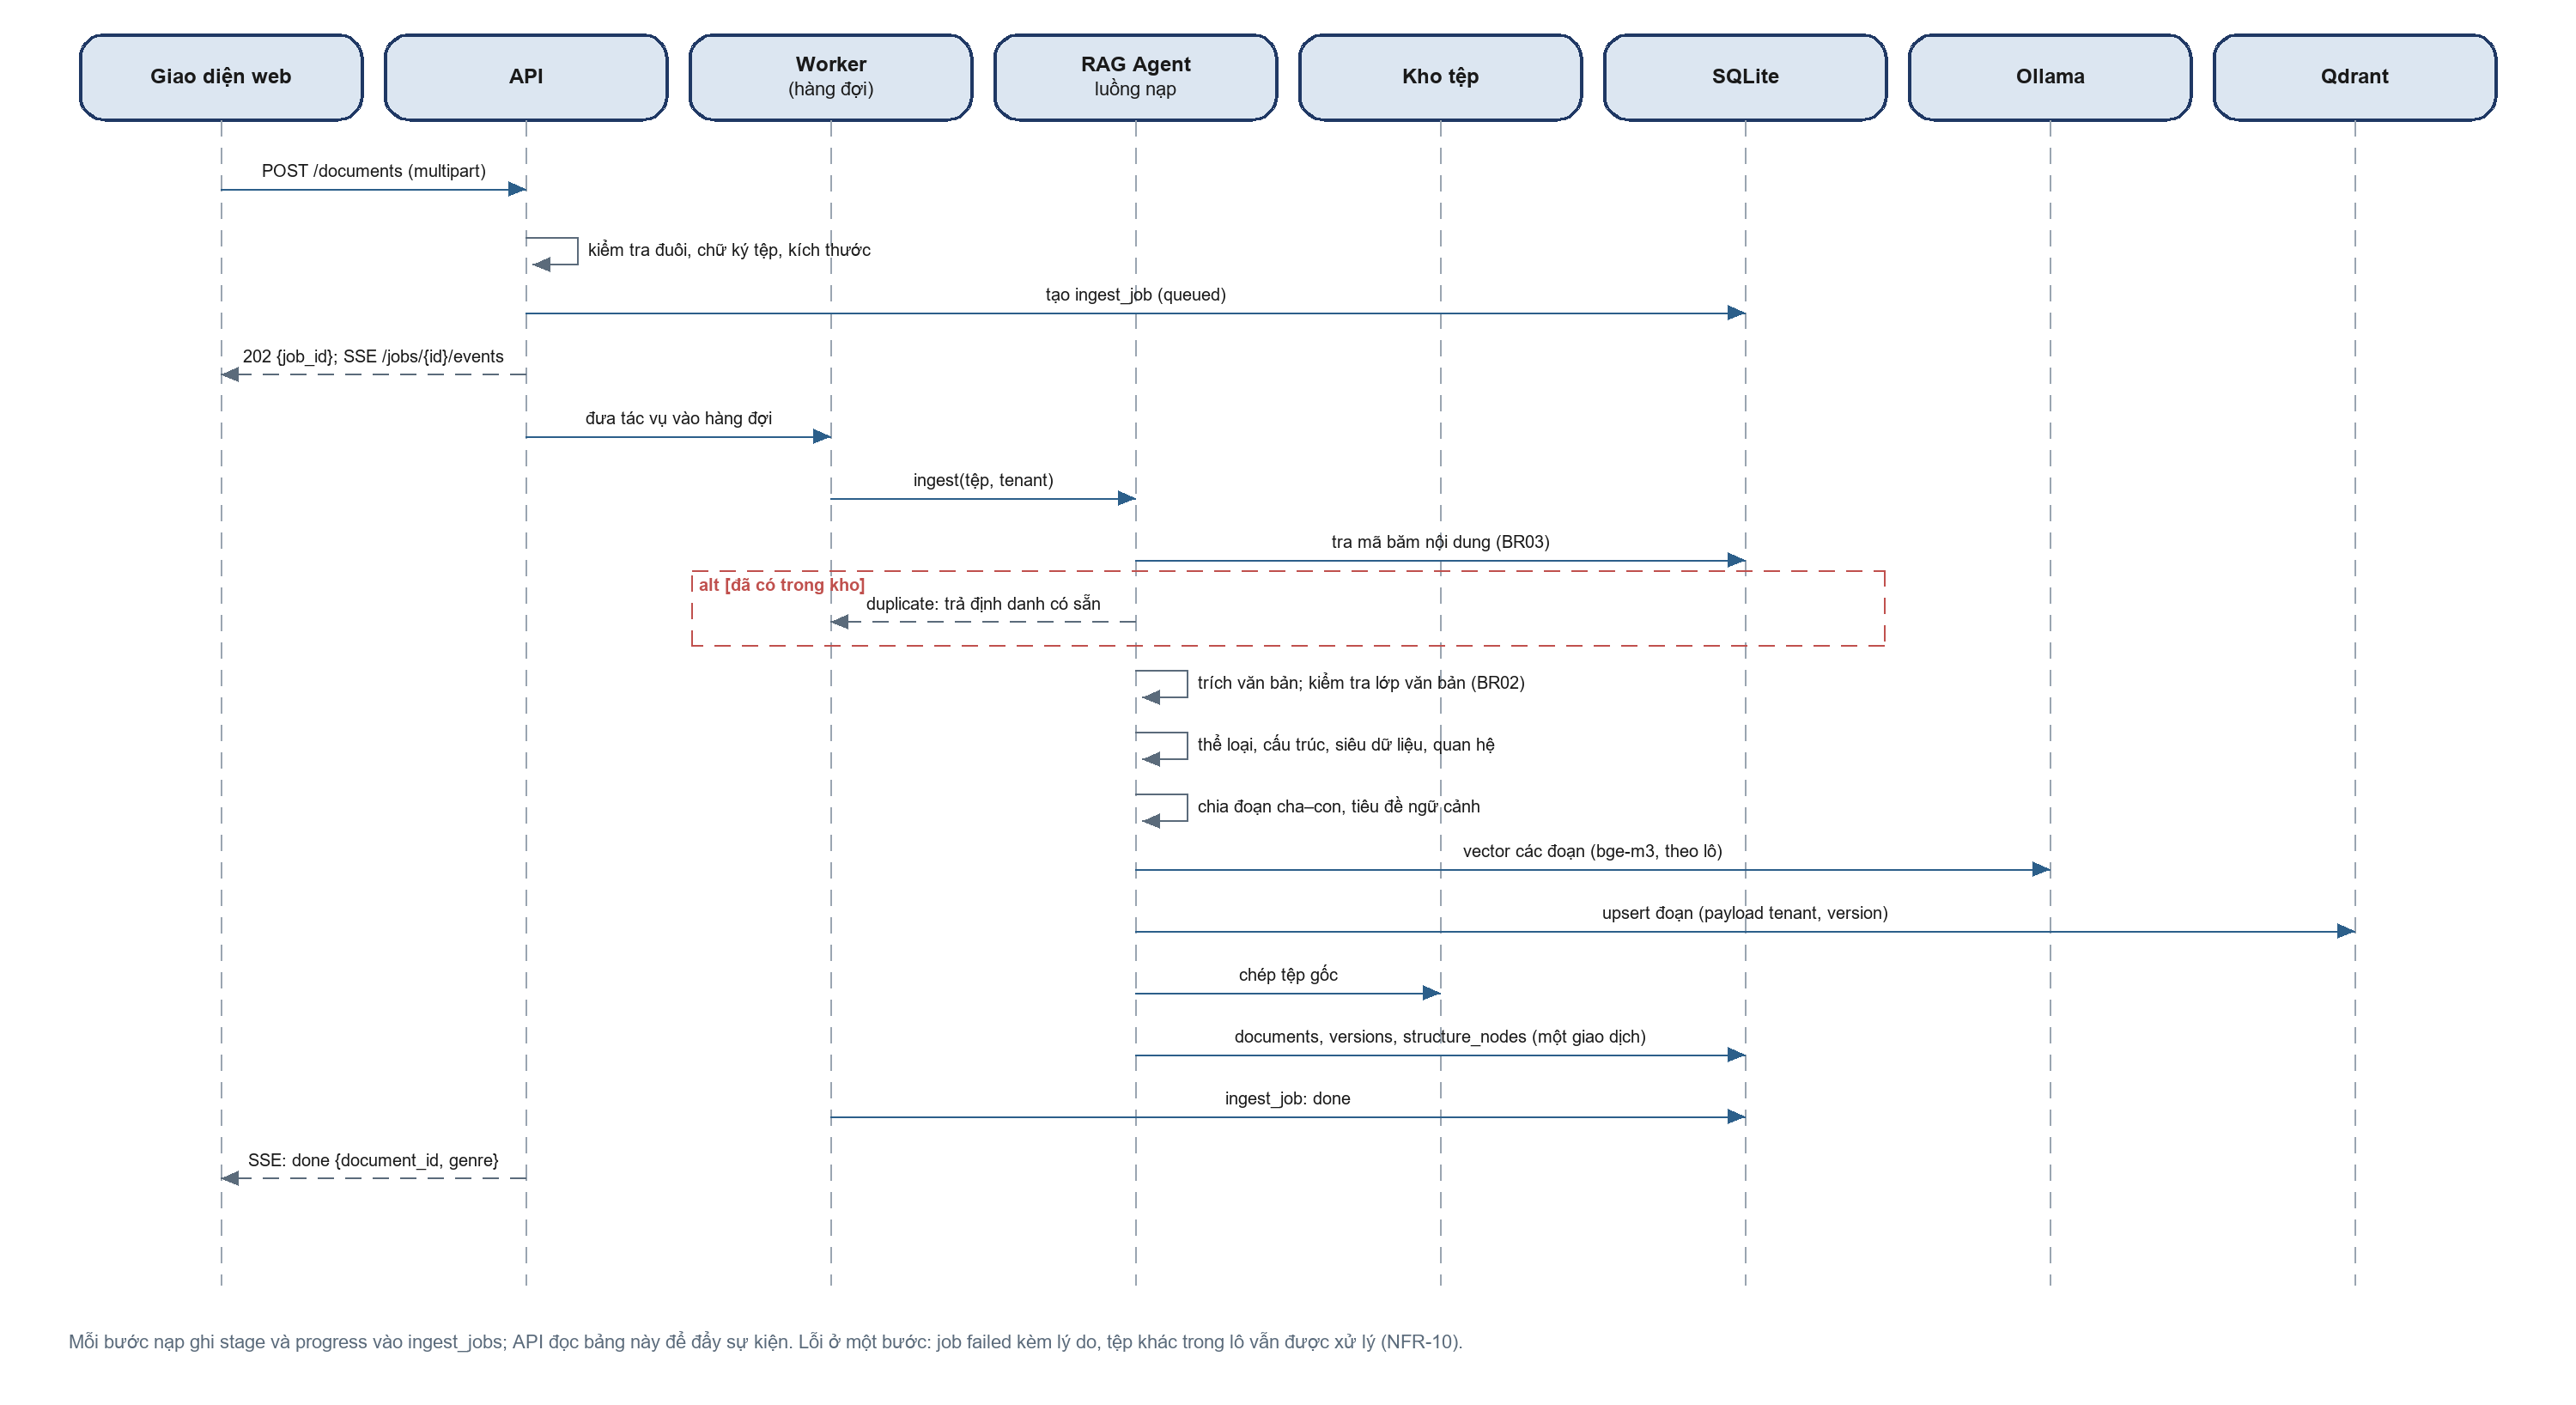 Giao diện web
API
Worker
(hàng đợi)
RAG Agent
luồng nạp
Kho tệp
SQLite
Ollama
Qdrant
POST /documents (multipart)
kiểm tra đuôi, chữ ký tệp, kích thước
tạo ingest_job (queued)
202 {job_id}; SSE /jobs/{id}/events
đưa tác vụ vào hàng đợi
ingest(tệp, tenant)
tra mã băm nội dung (BR03)
alt [đã có trong kho]
duplicate: trả định danh có sẵn
trích văn bản; kiểm tra lớp văn bản (BR02)
thể loại, cấu trúc, siêu dữ liệu, quan hệ
chia đoạn cha–con, tiêu đề ngữ cảnh
vector các đoạn (bge-m3, theo lô)
upsert đoạn (payload tenant, version)
chép tệp gốc
documents, versions, structure_nodes (một giao dịch)
ingest_job: done
SSE: done {document_id, genre}
Mỗi bước nạp ghi stage và progress vào ingest_jobs; API đọc bảng này để đẩy sự kiện. Lỗi ở một bước: job failed kèm lý do, tệp khác trong lô vẫn được xử lý (NFR-10).